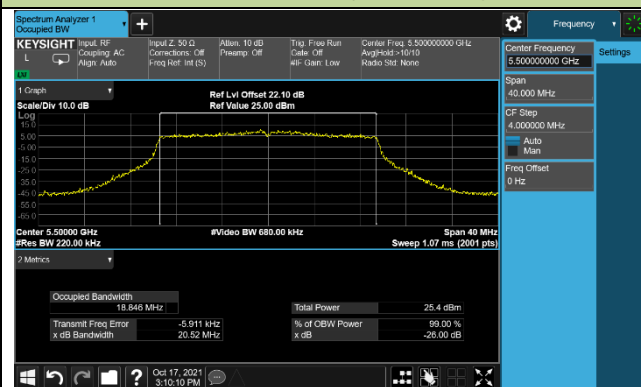 Spectrum Analyzer 1
Occupied BW
Frequency
KEYSIGHT
L
LNI
Input: RF
Coupling: AC
Align: Auto
Input Z: 50 Ω
Corrections: Off
Freq Ref: Int (S)
Atten: 10 dB
Preamp: Off
Trig: Free Run
Gate: Off
#IF Gain: Low
Center Freq: 5.500000000 GHz
Avg|Hold:>10/10
Radio Std: None
Center Frequency
5.500000000 GHz
Settings
Span
40.000 MHz
CF Step
4.000000 MHz
Auto
Man
Freq Offset
0 Hz
1 Graph
Scale/Div 10.0 dB
Ref Lvl Offset 22.10 dB
Ref Value 25.00 dBm
Log
15.0
5.00
-5.00
-15.0
-25.0
-35.0
-45.0
-55.0
-65.0
Center 5.50000 GHz
#Res BW 220.00 kHz
#Video BW 680.00 kHz
Span 40 MHz
Sweep 1.07 ms (2001 pts)
2 Metrics
Occupied Bandwidth
18.846 MHz
Total Power 25.4 dBm
Transmit Freq Error -5.911 kHz
% of OBW Power 99.00 %
x dB Bandwidth 20.52 MHz
x dB -26.00 dB
?
Oct 17, 2021
3:10:10 PM